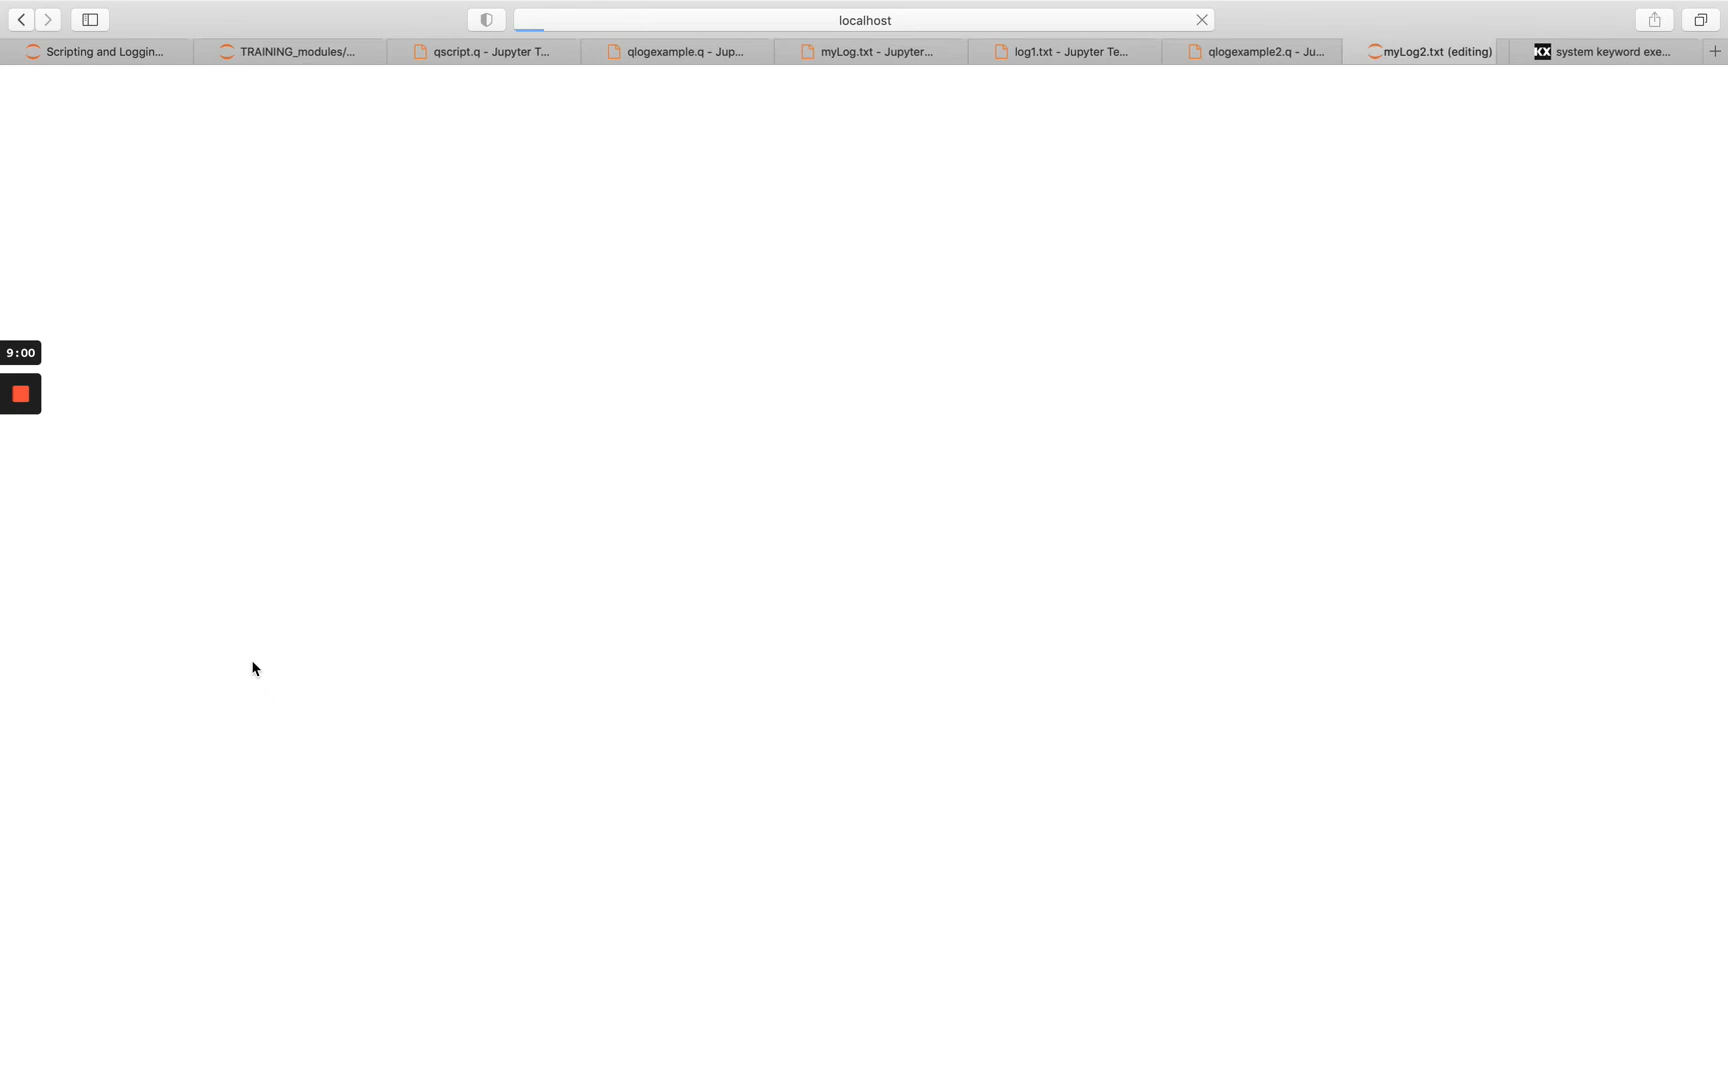 localhost
Scripting and Loggin...
TRAINING_modules/...
qscript.q - Jupyter T...
qlogexample.q - Jup...
myLog.txt - Jupyter...
log1.txt - Jupyter Te...
qlogexample2.q - Ju...
myLog2.txt (editing)
KX
system keyword exe...
9:00